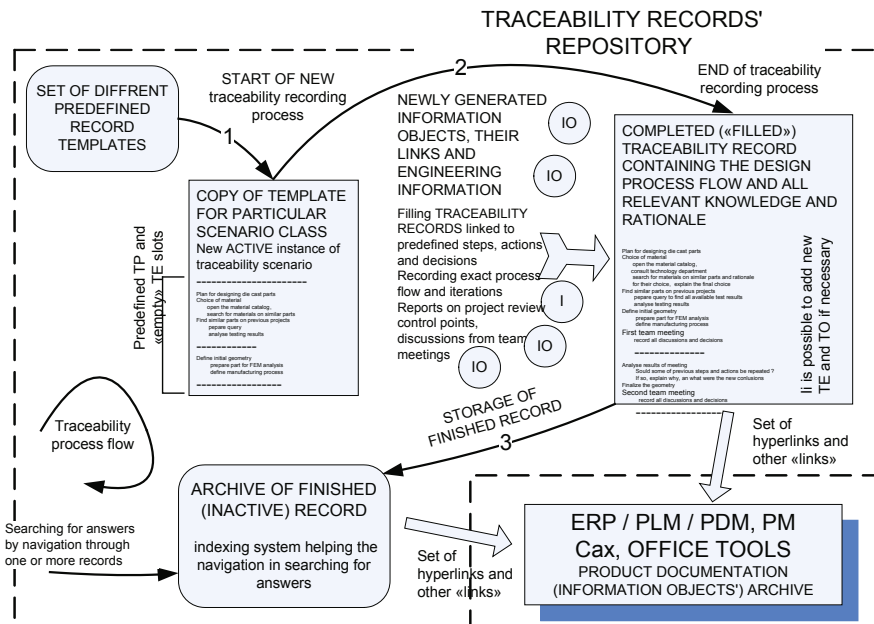 TRACEABILITY RECORDS'
REPOSITORY
SET OF DIFFRENT
PREDEFINED
RECORD
TEMPLATES
START OF NEW
traceability recording
process
1
2
END of traceability
recording process
NEWLY GENERATED
INFORMATION
OBJECTS, THEIR
LINKS AND
ENGINEERING
INFORMATION
IO
IO
Filling TRACEABILITY
RECORDS linked to
predefined steps, actions
and decisions
Recording exact process
flow and iterations
Reports on project review
control points,
discussions from team
meetings
I
IO
IO
COPY OF TEMPLATE
FOR PARTICULAR
SCENARIO CLASS
New ACTIVE instance of
traceability scenario
Plan for designing die cast parts
Choice of material
open the material catalog,
search for materials on similar parts
Find similar parts on previous projects
pepare query
analyse testing results
Define initial geometry
prepare part for FEM analysis
define manufacturing process
Predefined TP and
«empty» TE slots
COMPLETED («FILLED»)
TRACEABILITY RECORD
CONTAINING THE DESIGN
PROCESS FLOW AND ALL
RELEVANT KNOWLEDGE AND
RATIONALE
Plan for designing die cast parts
Choice of material
open the material catalog,
consult technology department
search for materials on similar parts and rationale
for their choice, explain the final choice
Find similar parts on previous projects
pepare query to find all available test results
analyse testing results
Define initial geometry
prepare part for FEM analysis
define manufacturing process
First team meeting
record all discussions and decisions
Analyse results of meeting
Sould some of previous steps and actions be repeated ?
If so, explain why, an what were the new conlusions
Finalize the geometry
Second team meeting
record all discussions and decisions
Ii is possible to add new
TE and TO if necessary
STORAGE OF
FINISHED RECORD
3
Traceability
process flow
Searching for answers
by navigation through
one or more records
ARCHIVE OF FINISHED
(INACTIVE) RECORD
indexing system helping the
navigation in searching for
answers
Set of
hyperlinks and
other «links»
Set of
hyperlinks and
other «links»
ERP / PLM / PDM, PM
Cax, OFFICE TOOLS
PRODUCT DOCUMENTATION
(INFORMATION OBJECTS') ARCHIVE